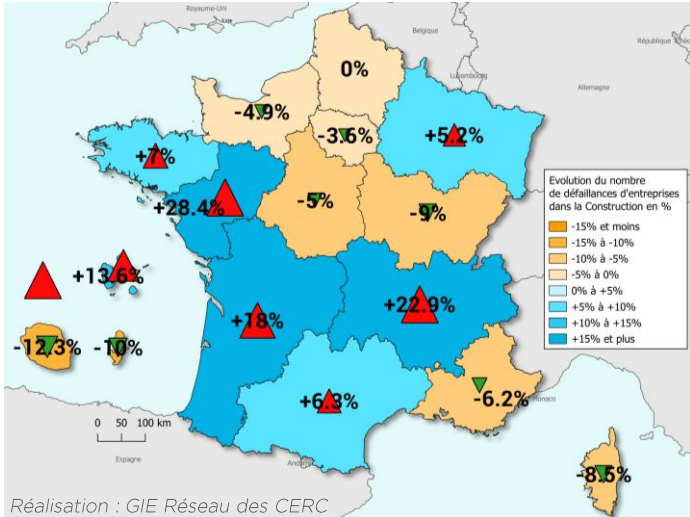 Royaume-Uni
Belgique
République Tchèque
0%
Luxembourg
Allemagne
-4.9%
-3.6%
+5.2%
+7%
Evolution du nombre
de défaillances d'entreprises
dans la Construction en %
-15% et moins
-15% à -10%
-10% à -5%
-5% à 0%
0% à +5%
+5% à +10%
+10% à +15%
+15% et plus
+28.4%
-5%
-9%
+13.6%
+22.9%
+18%
-12.3%
-10%
+6.3%
-6.2%
Monaco
0 50 100 km
Espagne
-8.5%
Réalisation : GIE Réseau des CERC